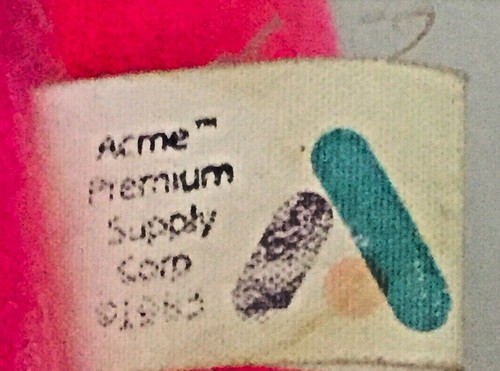 Acme™
Premium
Supply
Corp